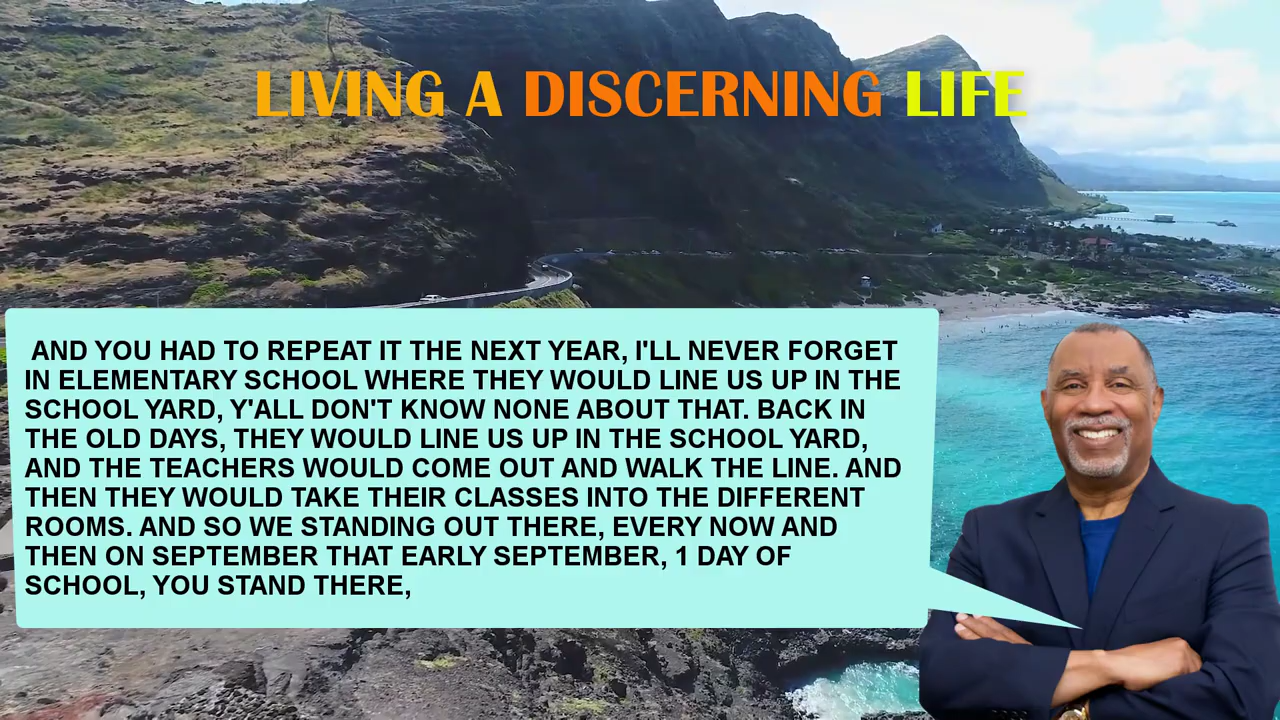 LIVING A DISCERNING LIFE
AND YOU HAD TO REPEAT IT THE NEXT YEAR, I'LL NEVER FORGET
IN ELEMENTARY SCHOOL WHERE THEY WOULD LINE US UP IN THE
SCHOOL YARD, Y'ALL DON'T KNOW NONE ABOUT THAT. BACK IN
THE OLD DAYS, THEY WOULD LINE US UP IN THE SCHOOL YARD,
AND THE TEACHERS WOULD COME OUT AND WALK THE LINE. AND
THEN THEY WOULD TAKE THEIR CLASSES INTO THE DIFFERENT
ROOMS. AND SO WE STANDING OUT THERE, EVERY NOW AND
THEN ON SEPTEMBER THAT EARLY SEPTEMBER, 1 DAY OF
SCHOOL, YOU STAND THERE,